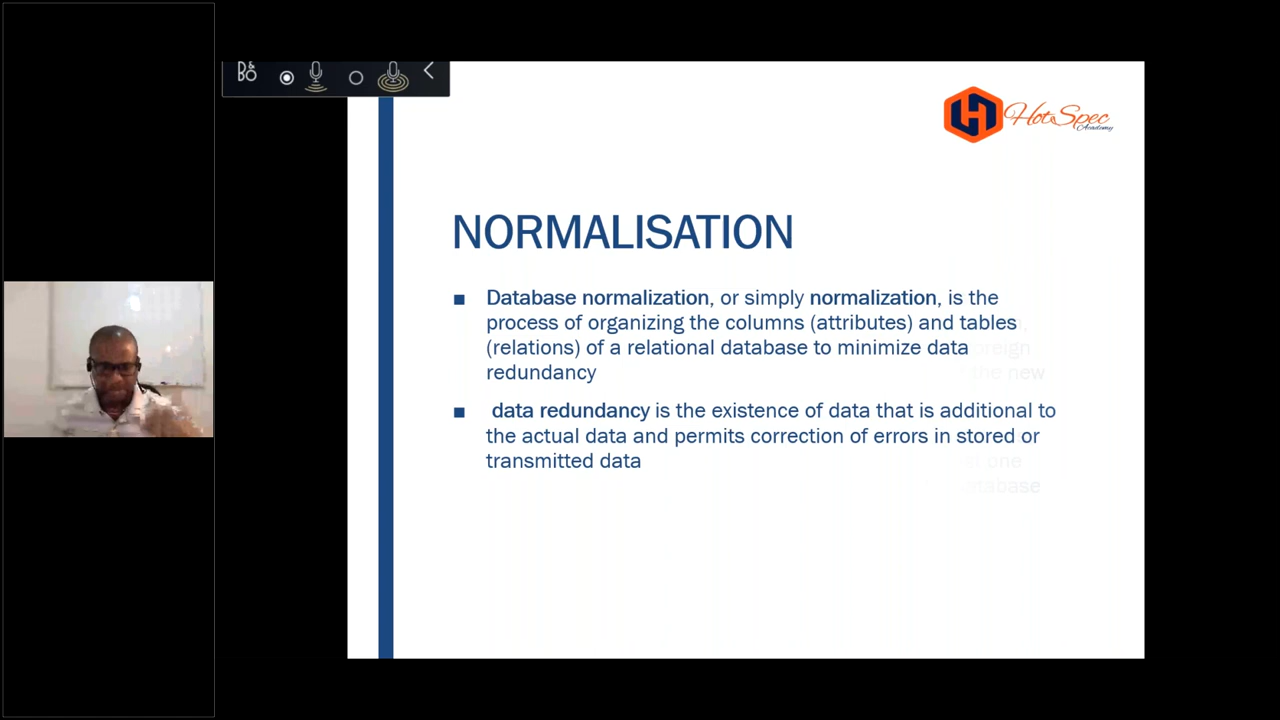 B&O
HotSpec
Academy
NORMALISATION
■ Database normalization, or simply normalization, is the
process of organizing the columns (attributes) and tables
(relations) of a relational database to minimize data
redundancy
■ data redundancy is the existence of data that is additional to
the actual data and permits correction of errors in stored or
transmitted data